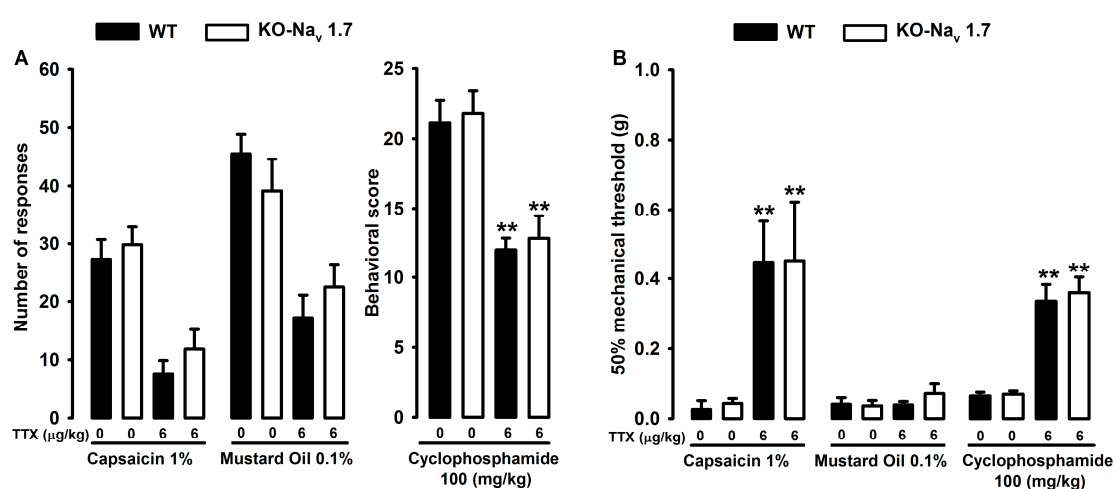 WT KO-Nav 1.7
A
60
50
40
30
20
10
0
Number of responses
TTX (µg/kg) 0 0 6 6 0 0 6 6
Capsaicin 1% Mustard Oil 0.1%
25
20
15
10
5
0
Behavioral score
** **
0 0 6 6
Cyclophosphamide
100 (mg/kg)
WT KO-Nav 1.7
B
1.0
0.8
0.6
0.4
0.2
0.0
50% mechanical threshold (g)
** **
** **
TTX (µg/kg) 0 0 6 6 0 0 6 6 0 0 6 6
Capsaicin 1% Mustard Oil 0.1% Cyclophosphamide
100 (mg/kg)